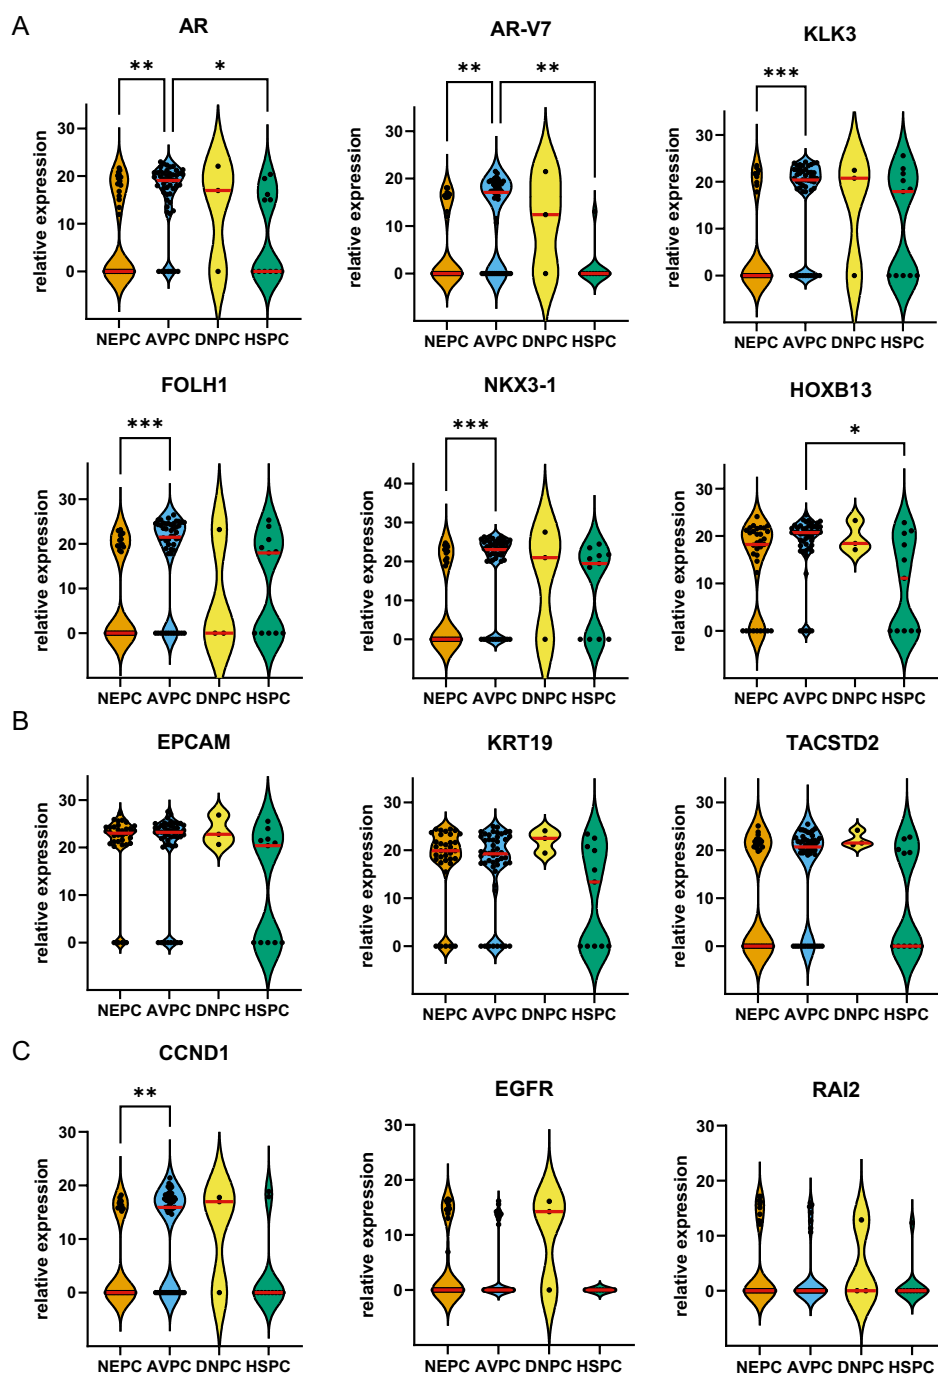 A
AR
AR-V7
KLK3
** *
** **
***
relative expression
30
20
10
0
NEPC AVPC DNPC HSPC
relative expression
30
20
10
0
NEPC AVPC DNPC HSPC
relative expression
30
20
10
0
NEPC AVPC DNPC HSPC
FOLH1
NKX3-1
HOXB13
***
***
*
relative expression
30
20
10
0
NEPC AVPC DNPC HSPC
relative expression
40
30
20
10
0
NEPC AVPC DNPC HSPC
relative expression
30
20
10
0
NEPC AVPC DNPC HSPC
B
EPCAM
KRT19
TACSTD2
relative expression
30
20
10
0
NEPC AVPC DNPC HSPC
relative expression
30
20
10
0
NEPC AVPC DNPC HSPC
relative expression
30
20
10
0
NEPC AVPC DNPC HSPC
C
CCND1
EGFR
RAI2
**
relative expression
30
20
10
0
NEPC AVPC DNPC HSPC
relative expression
30
20
10
0
NEPC AVPC DNPC HSPC
relative expression
30
20
10
0
NEPC AVPC DNPC HSPC